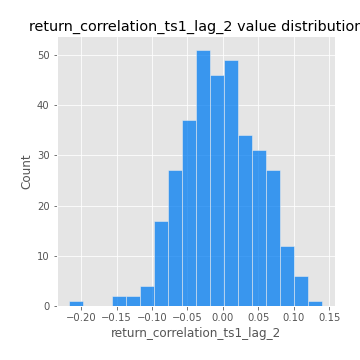 return_correlation_ts1_lag_2 value distribution
50
40
30
20
10
0
Count
−0.20 −0.15 −0.10 −0.05 0.00 0.05 0.10 0.15
return_correlation_ts1_lag_2